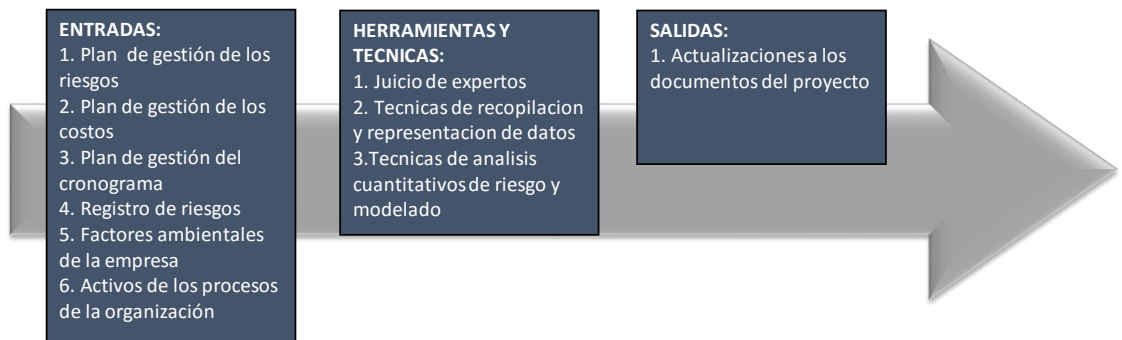 ENTRADAS:
1. Plan de gestión de los
riesgos
2. Plan de gestión de los
costos
3. Plan de gestión del
cronograma
4. Registro de riesgos
5. Factores ambientales
de la empresa
6. Activos de los procesos
de la organización
HERRAMIENTAS Y
TECNICAS:
1. Juicio de expertos
2. Tecnicas de recopilacion
y representacion de datos
3.Tecnicas de analisis
cuantitativos de riesgo y
modelado
SALIDAS:
1. Actualizaciones a los
documentos del proyecto